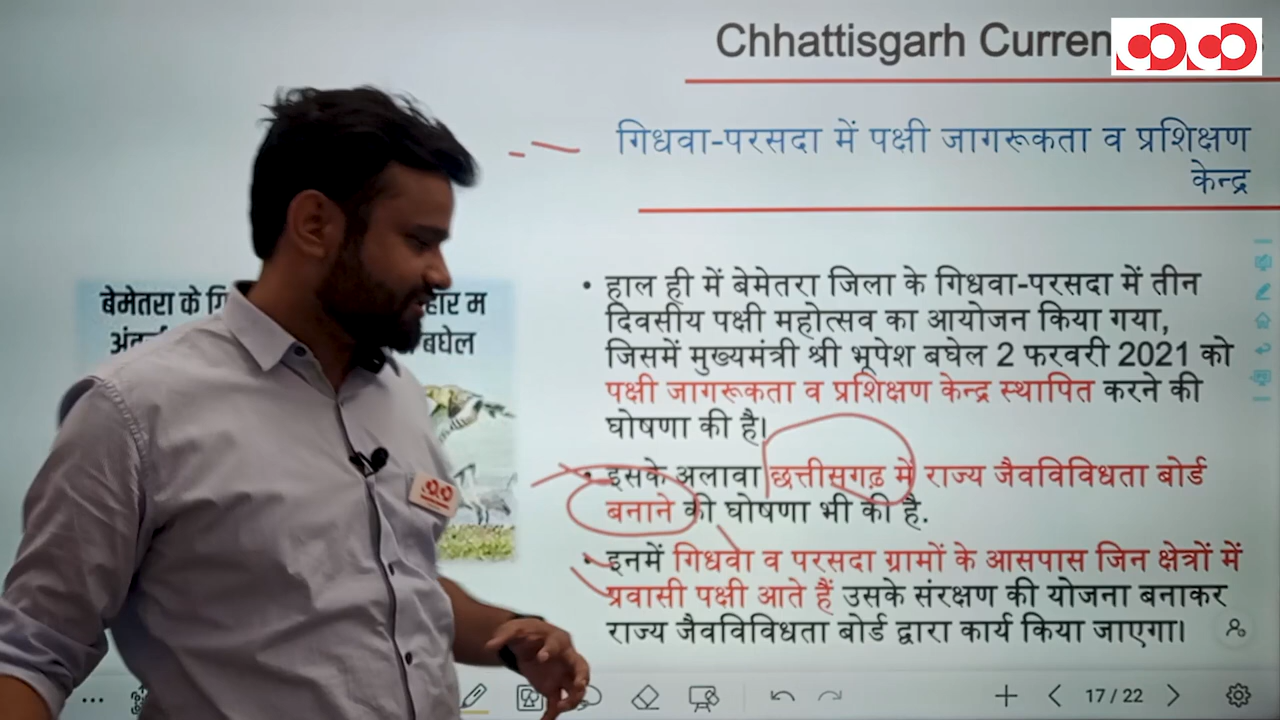 Chhattisgarh Curren
गिधवा-परसदा में पक्षी जागरूकता व प्रशिक्षण
केन्द्र
बेमेतरा के
बघेल
• हाल ही में बेमेतरा जिला के गिधवा-परसदा में तीन
दिवसीय पक्षी महोत्सव का आयोजन किया गया,
जिसमें मुख्यमंत्री श्री भूपेश बघेल 2 फरवरी 2021 को
पक्षी जागरूकता व प्रशिक्षण केन्द्र स्थापित करने की
घोषणा की है।
• इसके अलावा छत्तीसगढ़ में राज्य जैवविविधता बोर्ड
बनाने की घोषणा भी की है.
• इनमें गिधवा व परसदा ग्रामों के आसपास जिन क्षेत्रों में
प्रवासी पक्षी आते हैं उसके संरक्षण की योजना बनाकर
राज्य जैवविविधता बोर्ड द्वारा कार्य किया जाएगा।
17 / 22